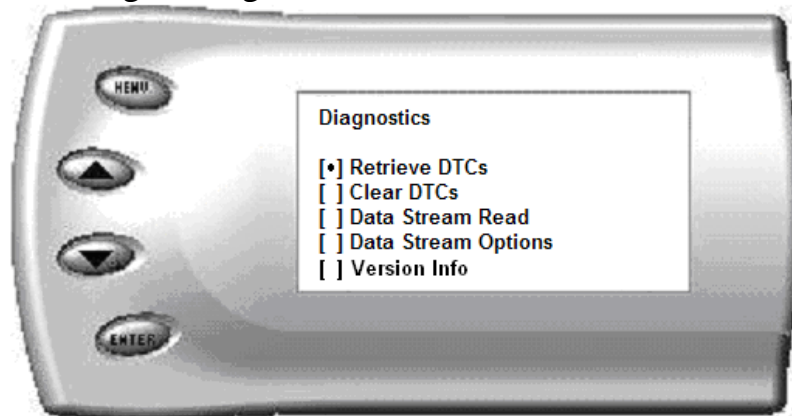 MENU
Diagnostics
[•] Retrieve DTCs
[ ] Clear DTCs
[ ] Data Stream Read
[ ] Data Stream Options
[ ] Version Info
ENTER